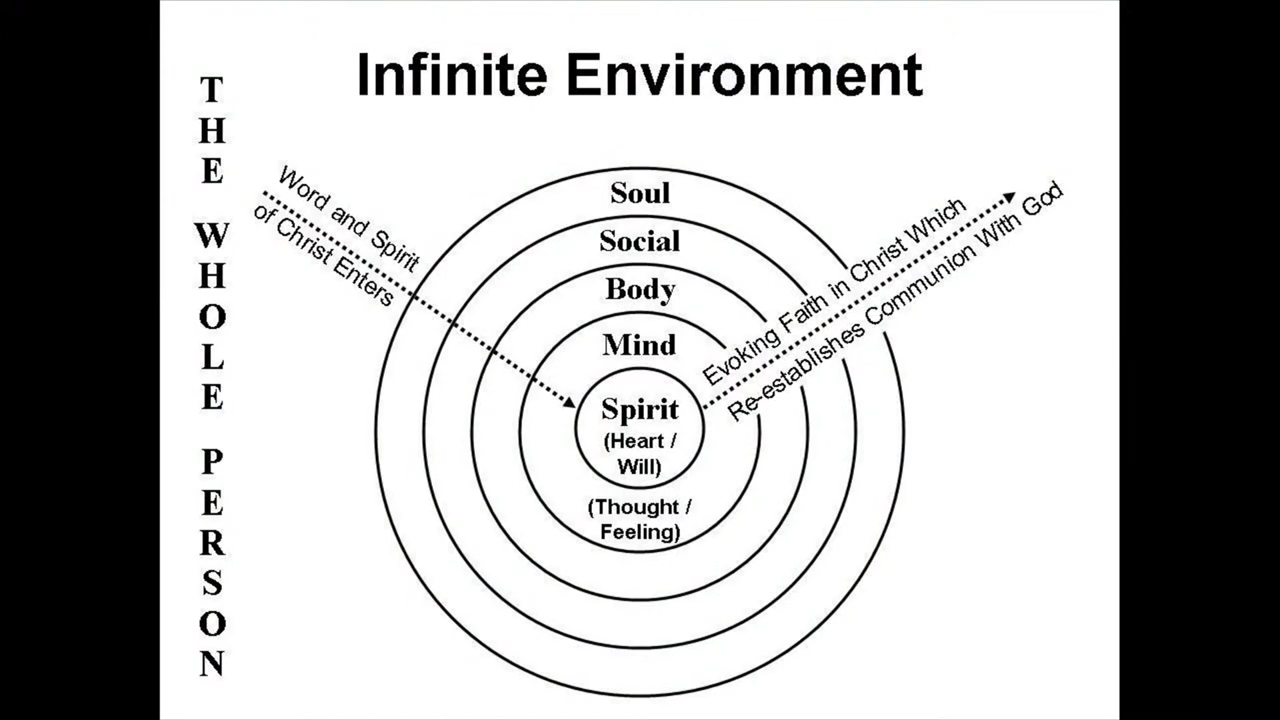 Infinite Environment
THE WHOLE PERSON
Word and Spirit
of Christ Enters
Soul
Social
Body
Mind
Spirit
(Heart /
Will)
(Thought /
Feeling)
Evoking Faith in Christ Which
Re-establishes Communion With God